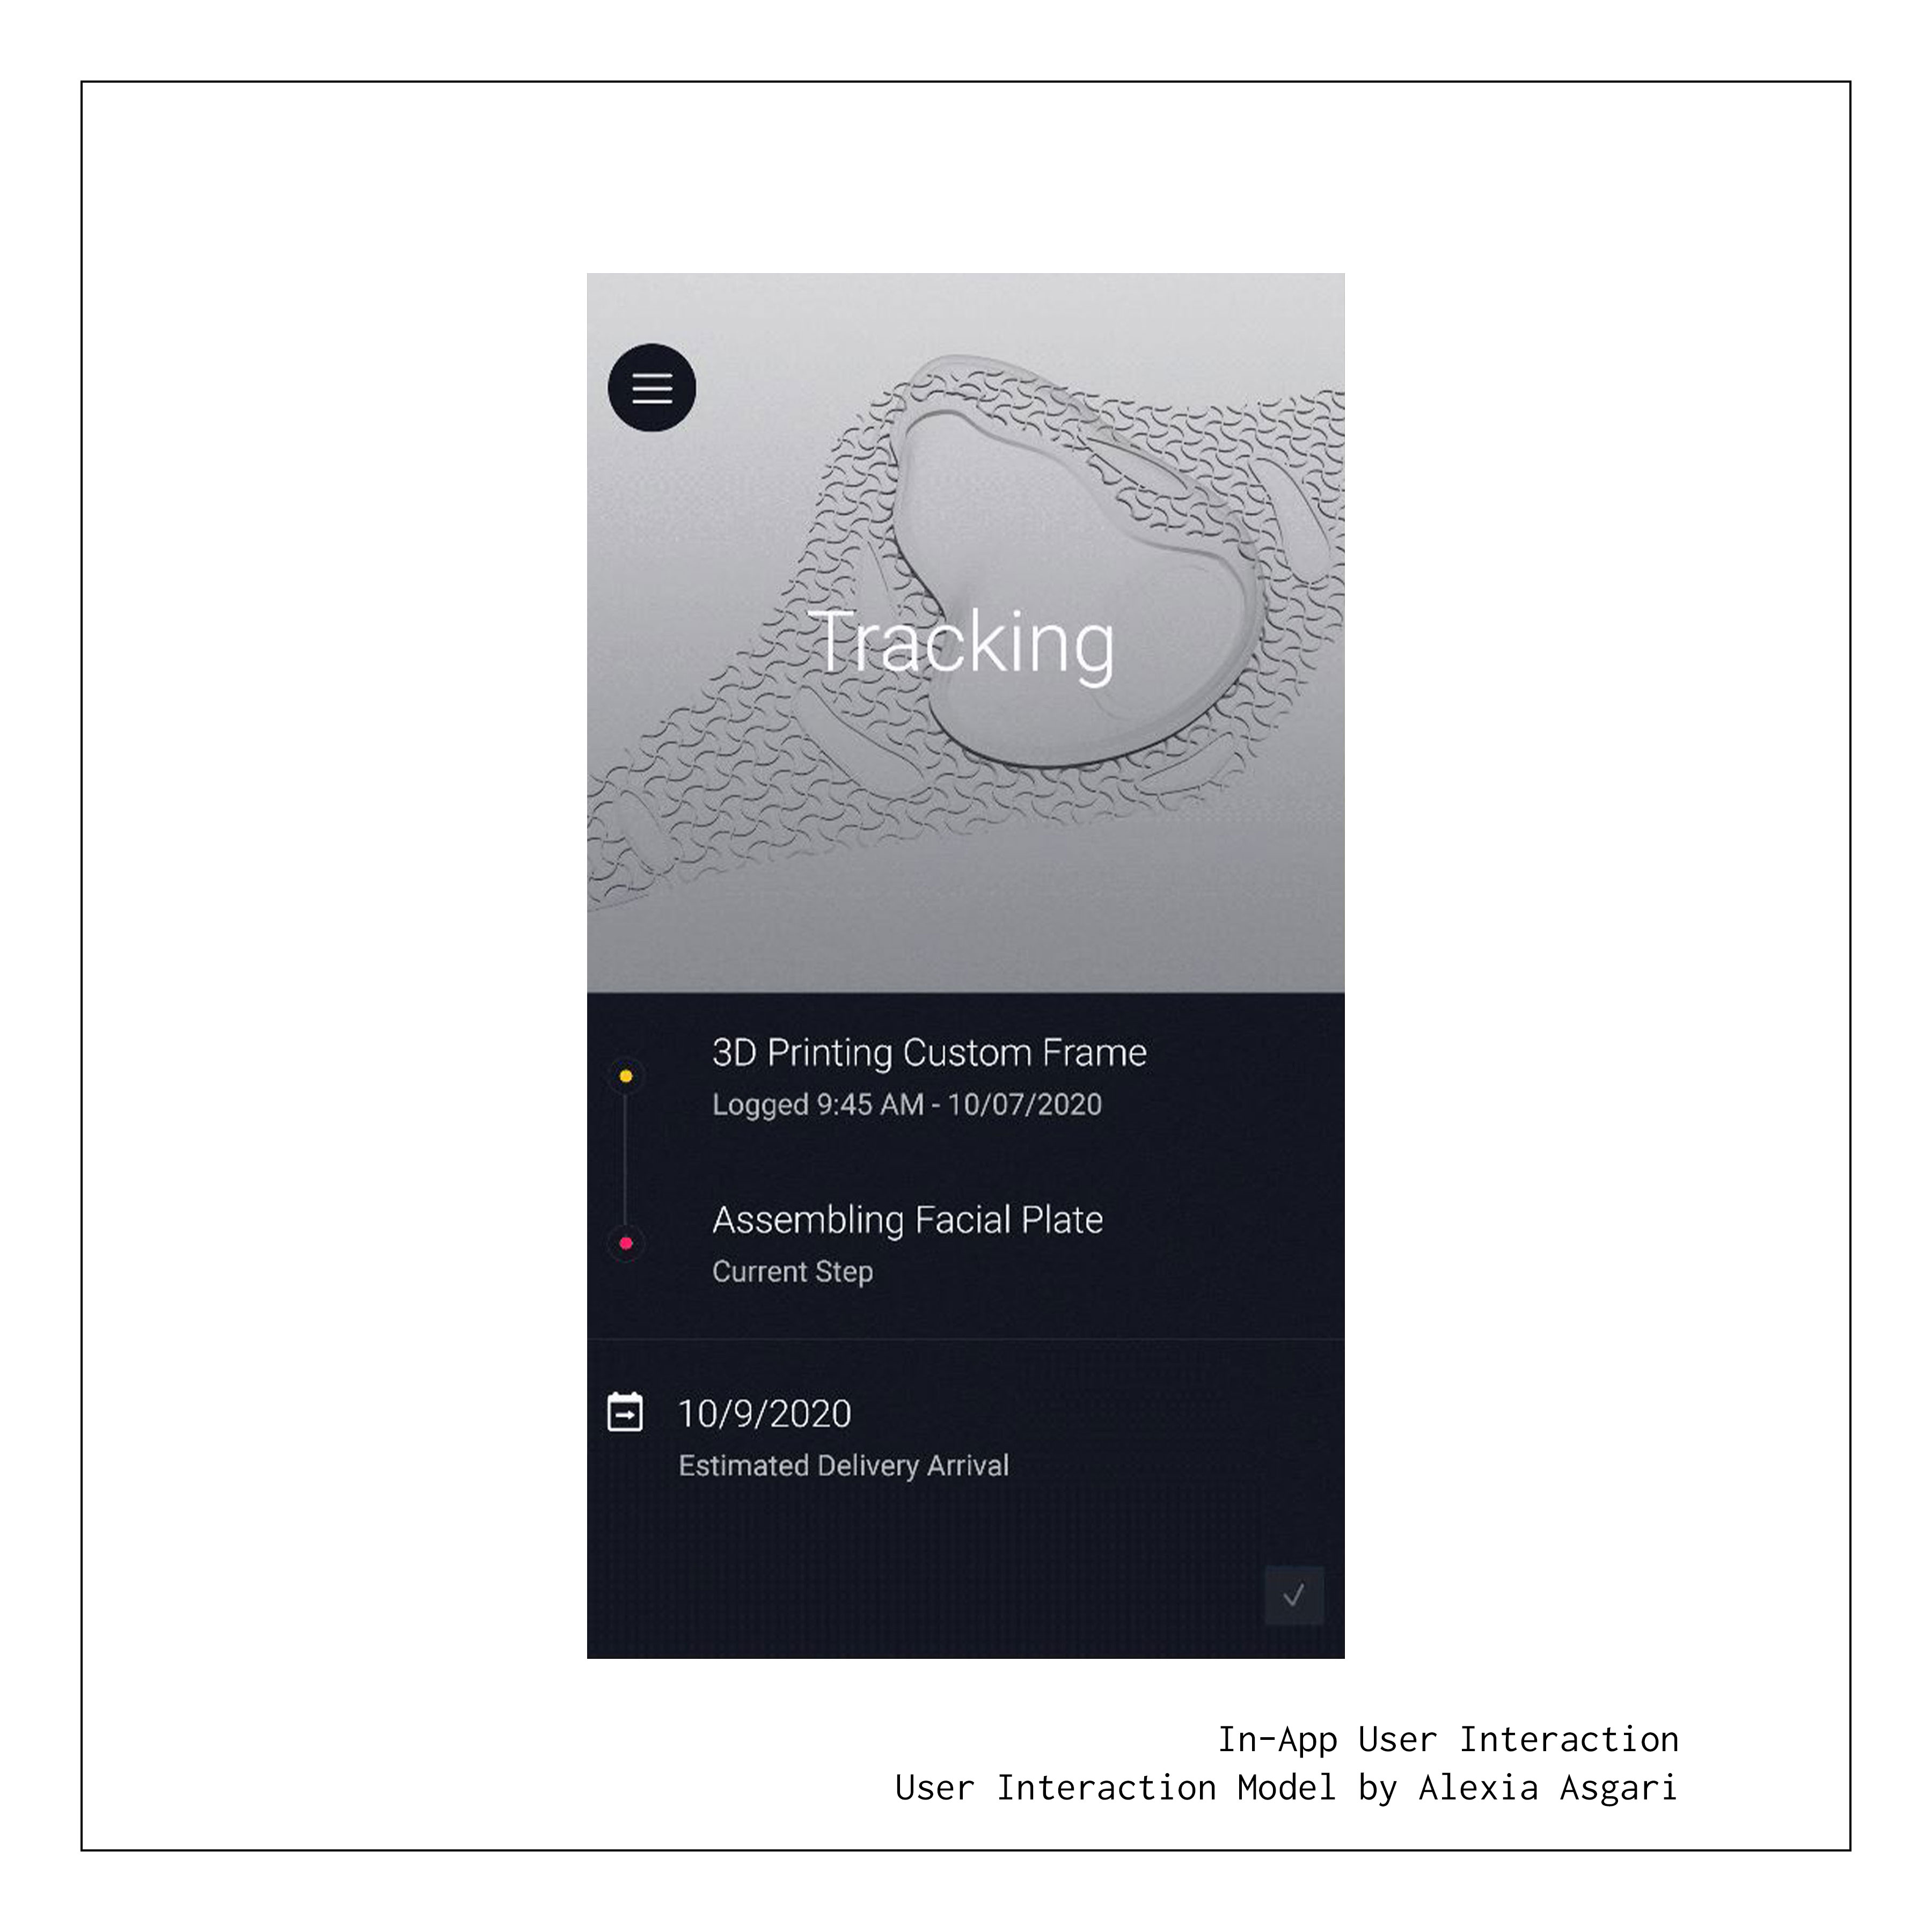 Tracking
3D Printing Custom Frame
Logged 9:45 AM - 10/07/2020
Assembling Facial Plate
Current Step
10/9/2020
Estimated Delivery Arrival
In-App User Interaction
User Interaction Model by Alexia Asgari